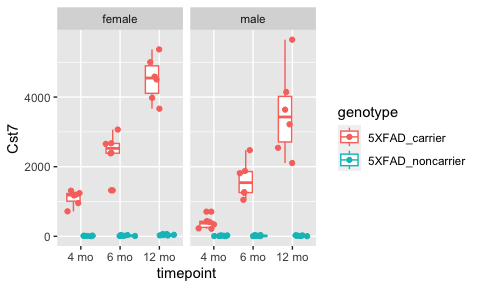 female male
Cst7
4000
2000
0
4 mo 6 mo 12 mo 4 mo 6 mo 12 mo
timepoint
genotype
5XFAD_carrier
5XFAD_noncarrier